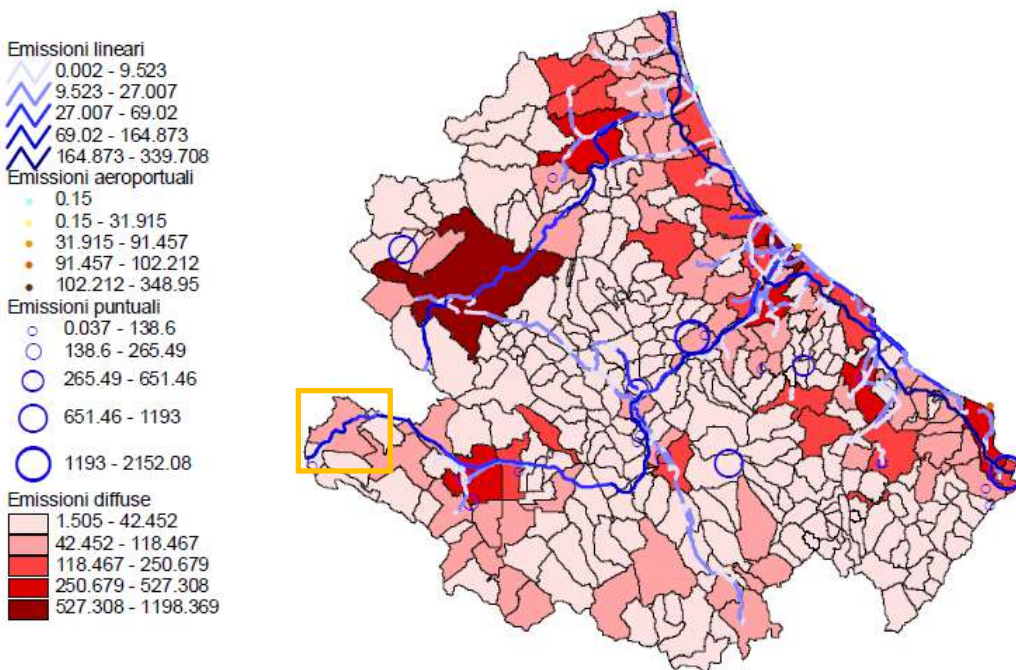 Emissioni lineari
0.002 - 9.523
9.523 - 27.007
27.007 - 69.02
69.02 - 164.873
164.873 - 339.708
Emissioni aeroportuali
0.15
0.15 - 31.915
31.915 - 91.457
91.457 - 102.212
102.212 - 348.95
Emissioni puntuali
0.037 - 138.6
138.6 - 265.49
265.49 - 651.46
651.46 - 1193
1193 - 2152.08
Emissioni diffuse
1.505 - 42.452
42.452 - 118.467
118.467 - 250.679
250.679 - 527.308
527.308 - 1198.369